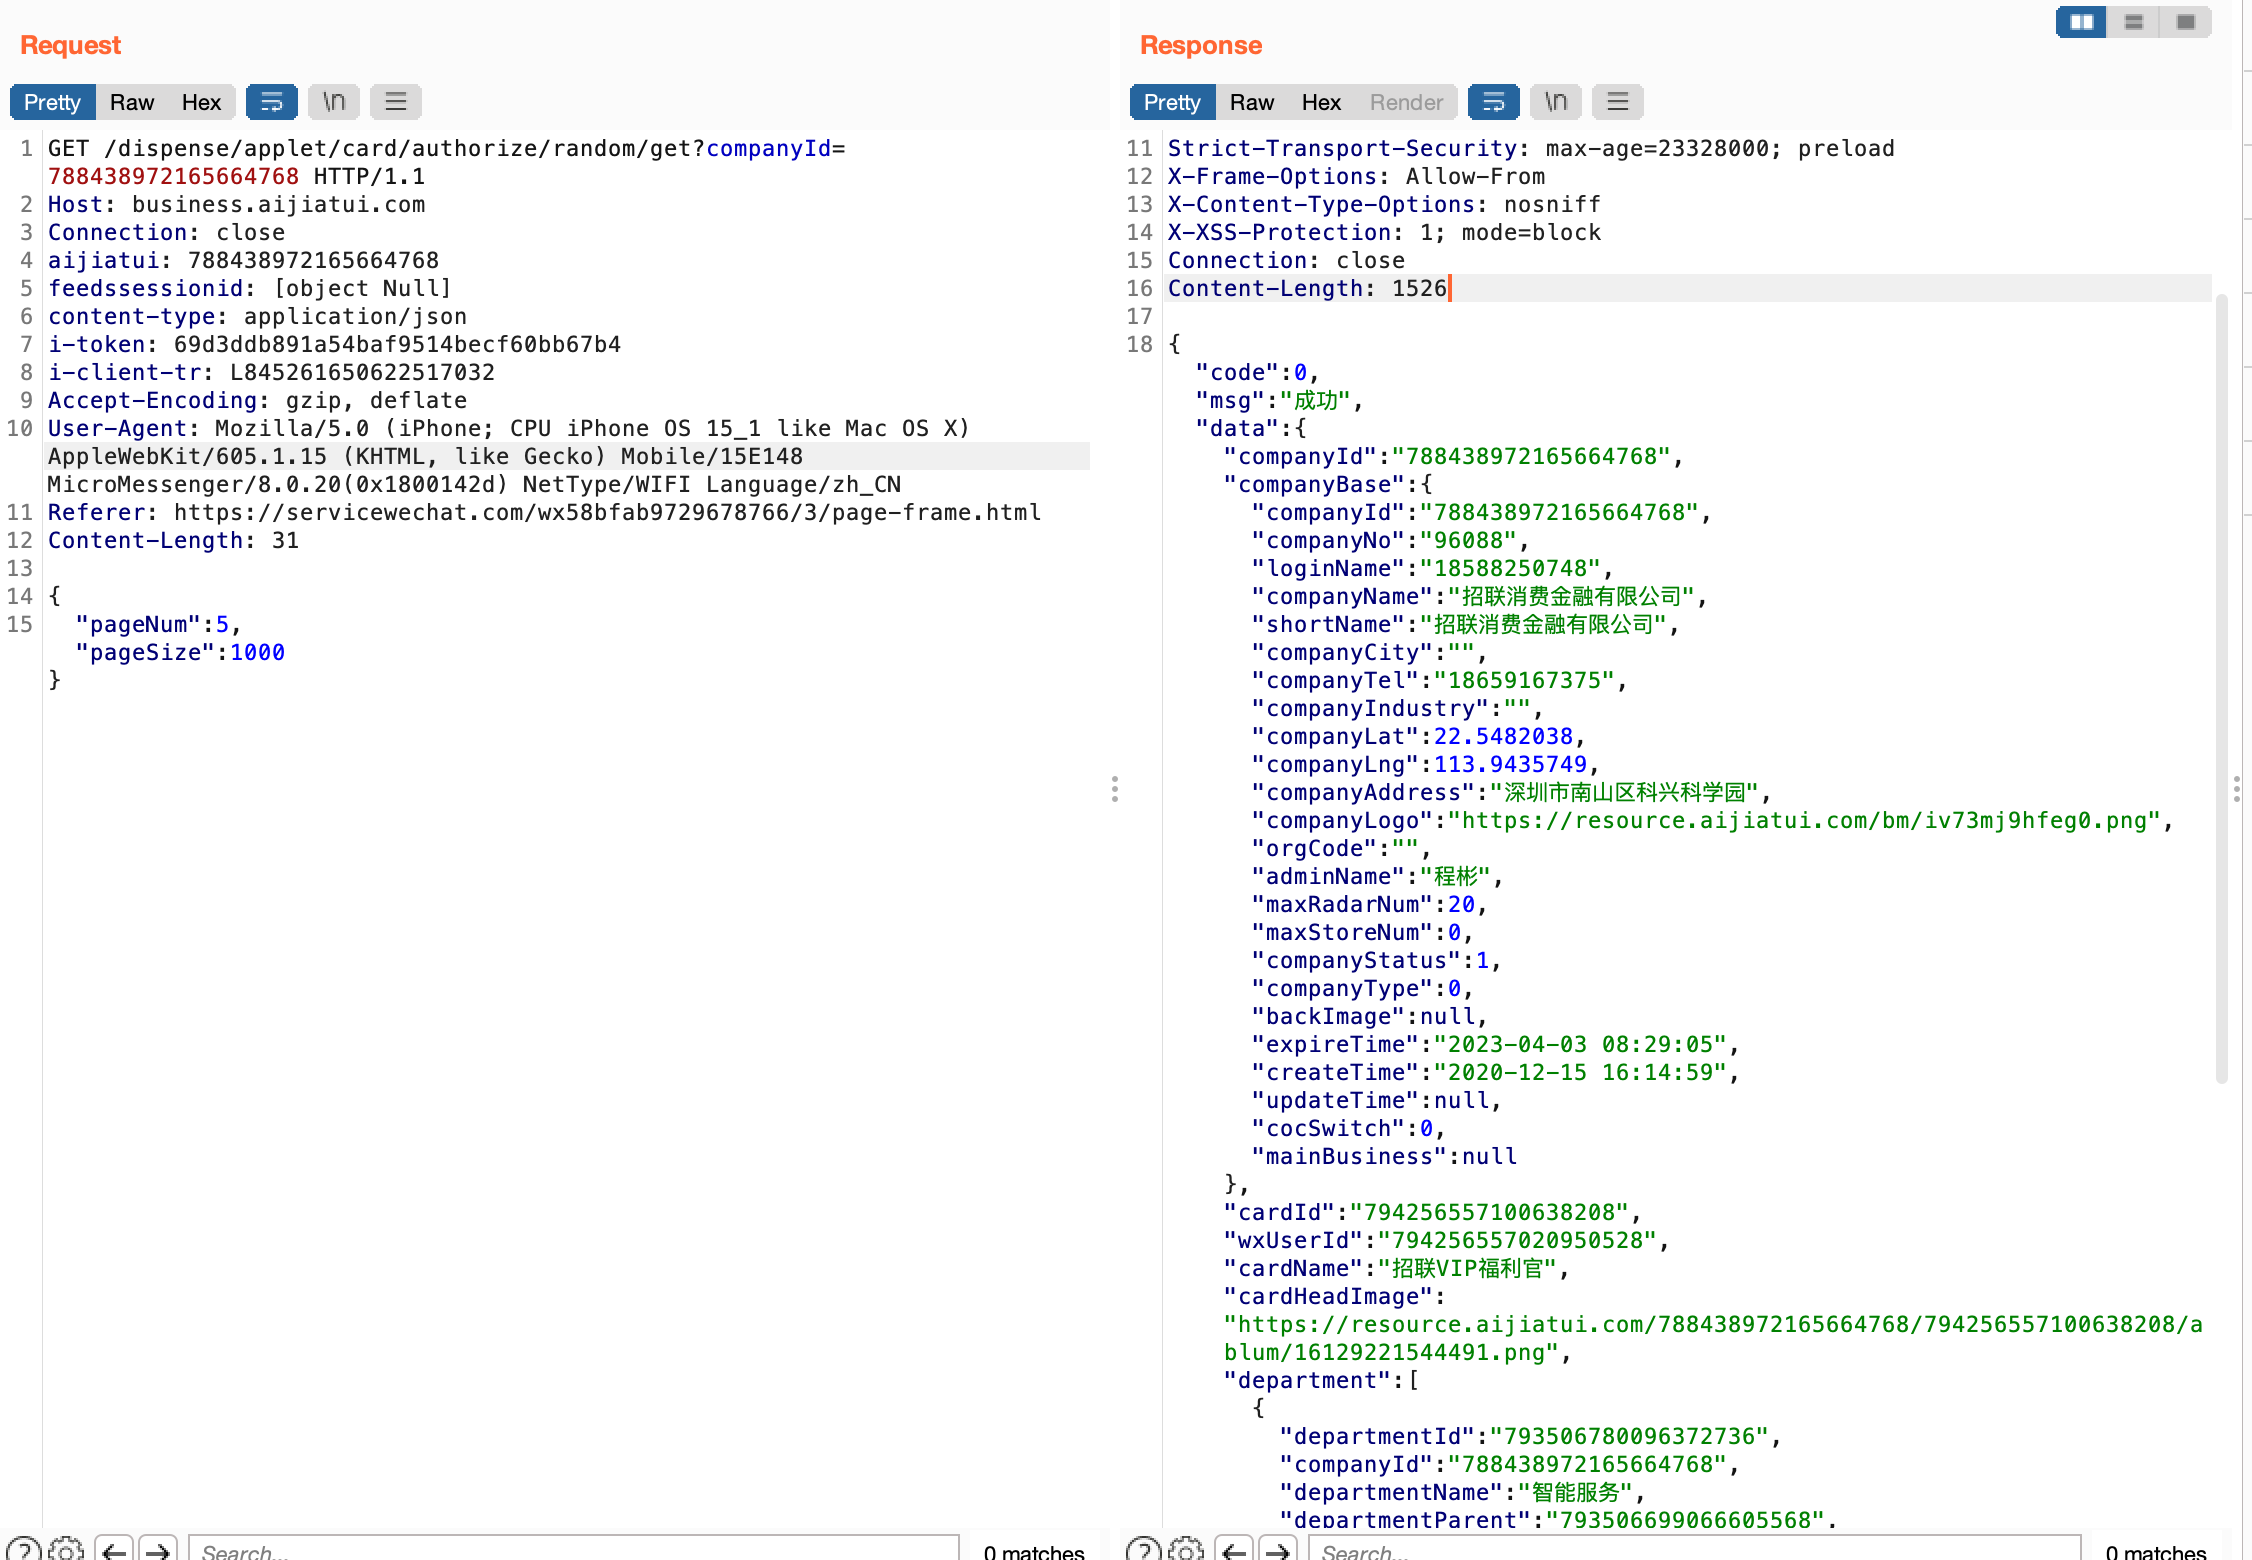 Request
Pretty Raw Hex \n
1 GET /dispense/applet/card/authorize/random/get?companyId=
788438972165664768 HTTP/1.1
2 Host: business.aijiatui.com
3 Connection: close
4 aijiatui: 788438972165664768
5 feedssessionid: [object Null]
6 content-type: application/json
7 i-token: 69d3ddb891a54baf9514becf60bb67b4
8 i-client-tr: L845261650622517032
9 Accept-Encoding: gzip, deflate
10 User-Agent: Mozilla/5.0 (iPhone; CPU iPhone OS 15_1 like Mac OS X)
AppleWebKit/605.1.15 (KHTML, like Gecko) Mobile/15E148
MicroMessenger/8.0.20(0x1800142d) NetType/WIFI Language/zh_CN
11 Referer: https://servicewechat.com/wx58bfab9729678766/3/page-frame.html
12 Content-Length: 31
13
14 {
15 "pageNum":5,
"pageSize":1000
}
Search...
0 matches
Response
Pretty Raw Hex Render \n
11 Strict-Transport-Security: max-age=23328000; preload
12 X-Frame-Options: Allow-From
13 X-Content-Type-Options: nosniff
14 X-XSS-Protection: 1; mode=block
15 Connection: close
16 Content-Length: 1526
17
18 {
"code":0,
"msg":"成功",
"data":{
"companyId":"788438972165664768",
"companyBase":{
"companyId":"788438972165664768",
"companyNo":"96088",
"loginName":"18588250748",
"companyName":"招联消费金融有限公司",
"shortName":"招联消费金融有限公司",
"companyCity":"",
"companyTel":"18659167375",
"companyIndustry":"",
"companyLat":22.5482038,
"companyLng":113.9435749,
"companyAddress":"深圳市南山区科兴科学园",
"companyLogo":"https://resource.aijiatui.com/bm/iv73mj9hfeg0.png",
"orgCode":"",
"adminName":"程彬",
"maxRadarNum":20,
"maxStoreNum":0,
"companyStatus":1,
"companyType":0,
"backImage":null,
"expireTime":"2023-04-03 08:29:05",
"createTime":"2020-12-15 16:14:59",
"updateTime":null,
"cocSwitch":0,
"mainBusiness":null
},
"cardId":"794256557100638208",
"wxUserId":"794256557020950528",
"cardName":"招联VIP福利官",
"cardHeadImage":
"https://resource.aijiatui.com/788438972165664768/794256557100638208/a
blum/16129221544491.png",
"department":[
{
"departmentId":"793506780096372736",
"companyId":"788438972165664768",
"departmentName":"智能服务",
"departmentParent":"793506699066605568",
Search...
0 matches